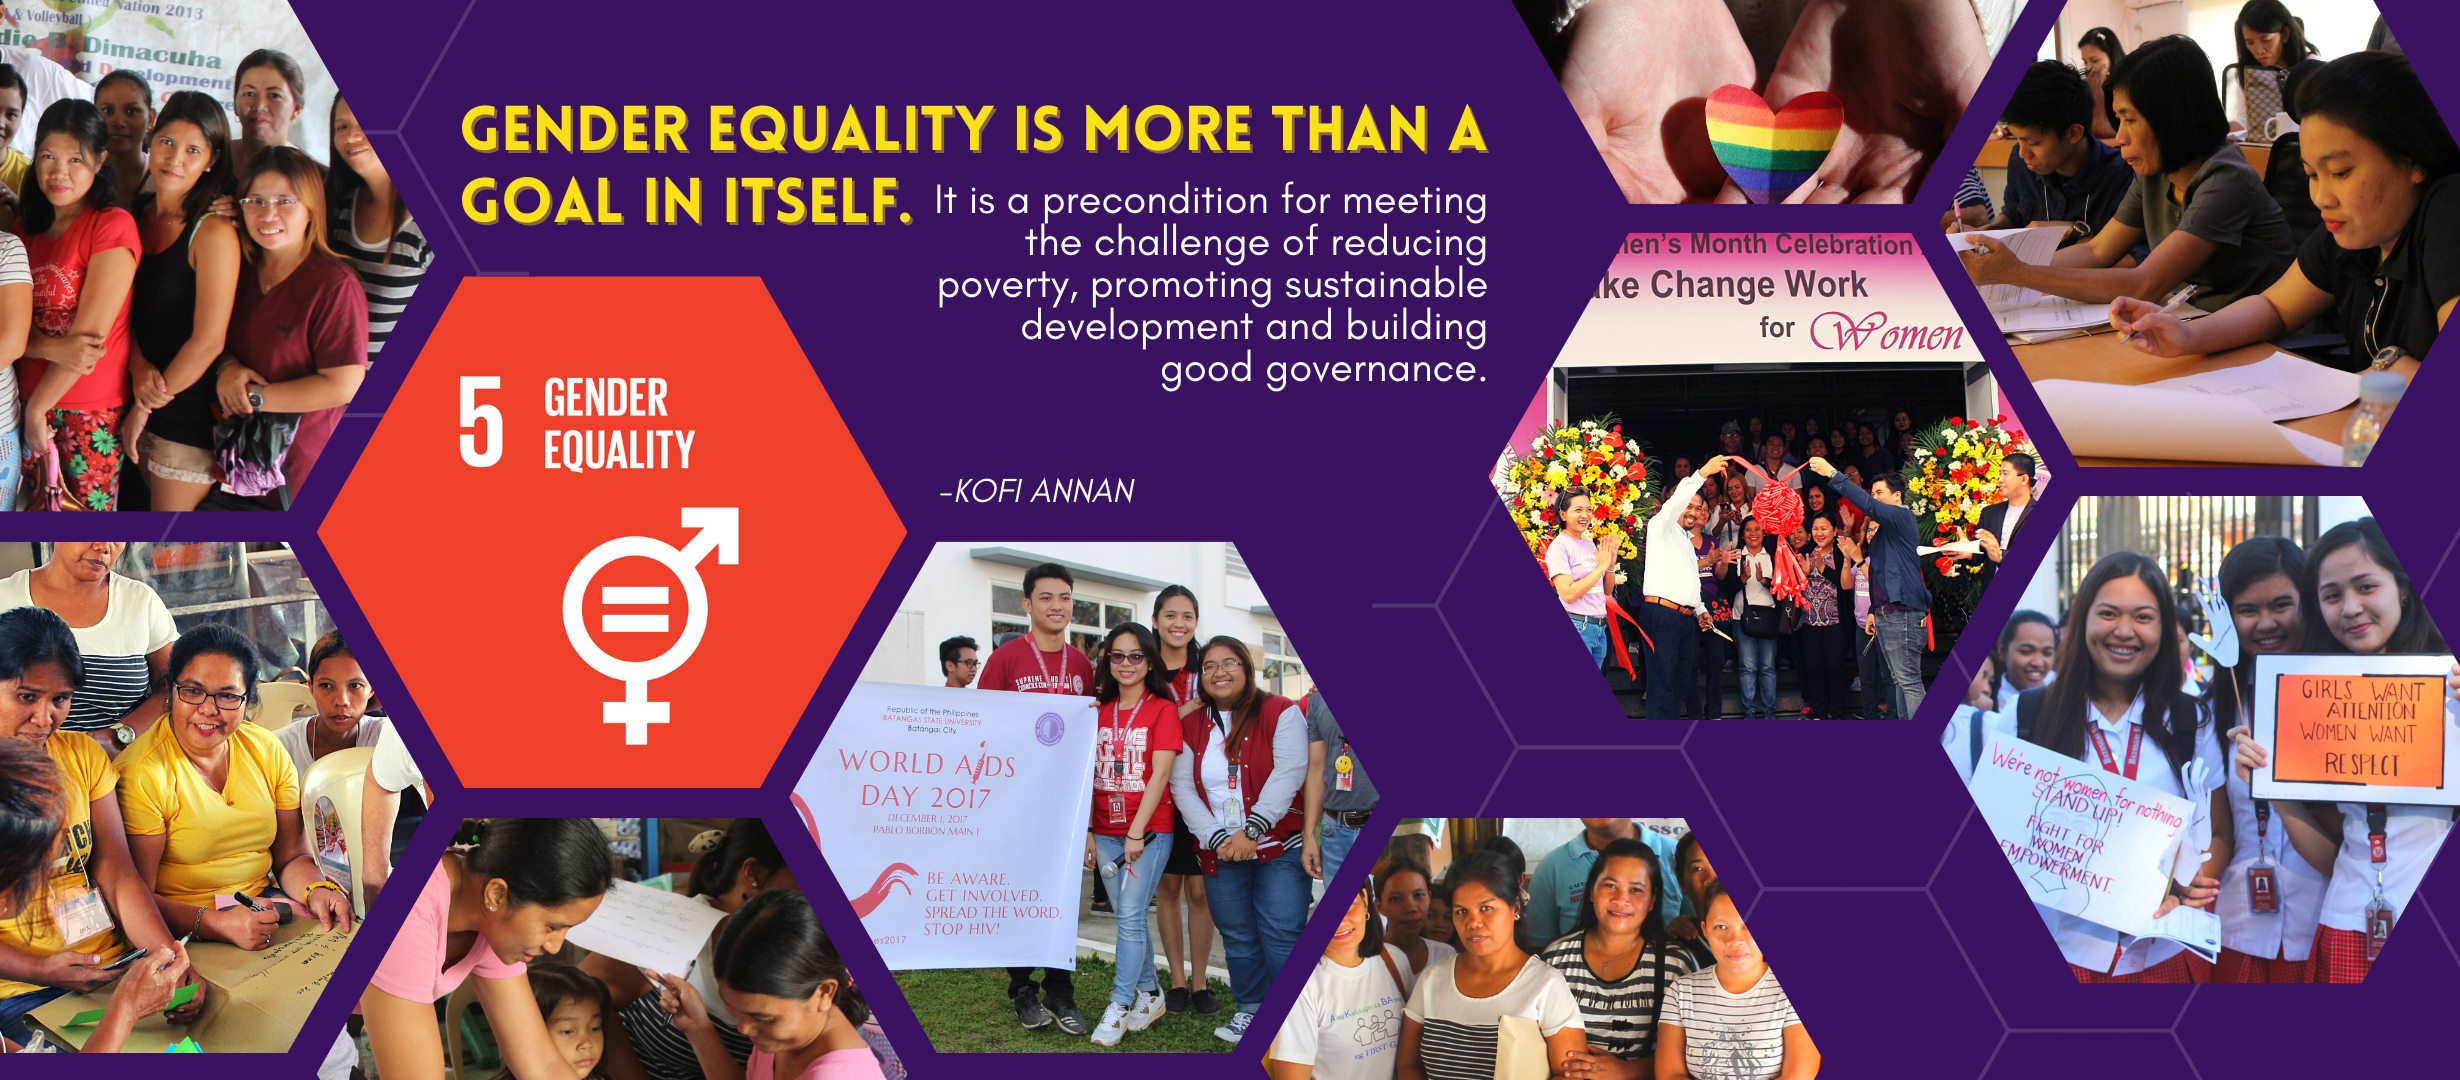 Nation 2013
& Volleyball )
Dimacuha
GENDER EQUALITY IS MORE THAN A
GOAL IN ITSELF. It is a precondition for meeting
the challenge of reducing
poverty, promoting sustainable
development and building
good governance.
-KOFI ANNAN
5 GENDER
EQUALITY
Month Celebration
Change Work
for Women
Republic of the Philippines
BATANGAS STATE UNIVERSITY
Batangas City
WORLD AIDS
DAY 2017
DECEMBER 1, 2017
PABLO BORBON MAIN I
BE AWARE.
GET INVOLVED.
SPREAD THE WORD.
STOP HIV!
GIRLS WANT
ATTENTION
WOMEN WANT
RESPECT
We're not women for nothing
STAND UP!
FIGHT FOR
WOMEN
EMPOWERMENT.